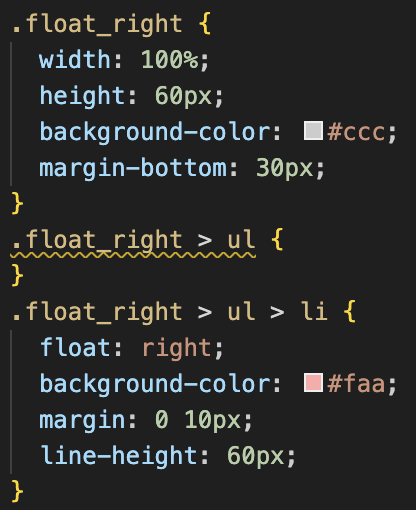 .float_right {
width: 100%;
height: 60px;
background-color: #ccc;
margin-bottom: 30px;
}
.float_right > ul {
}
.float_right > ul > li {
float: right;
background-color: #faa;
margin: 0 10px;
line-height: 60px;
}